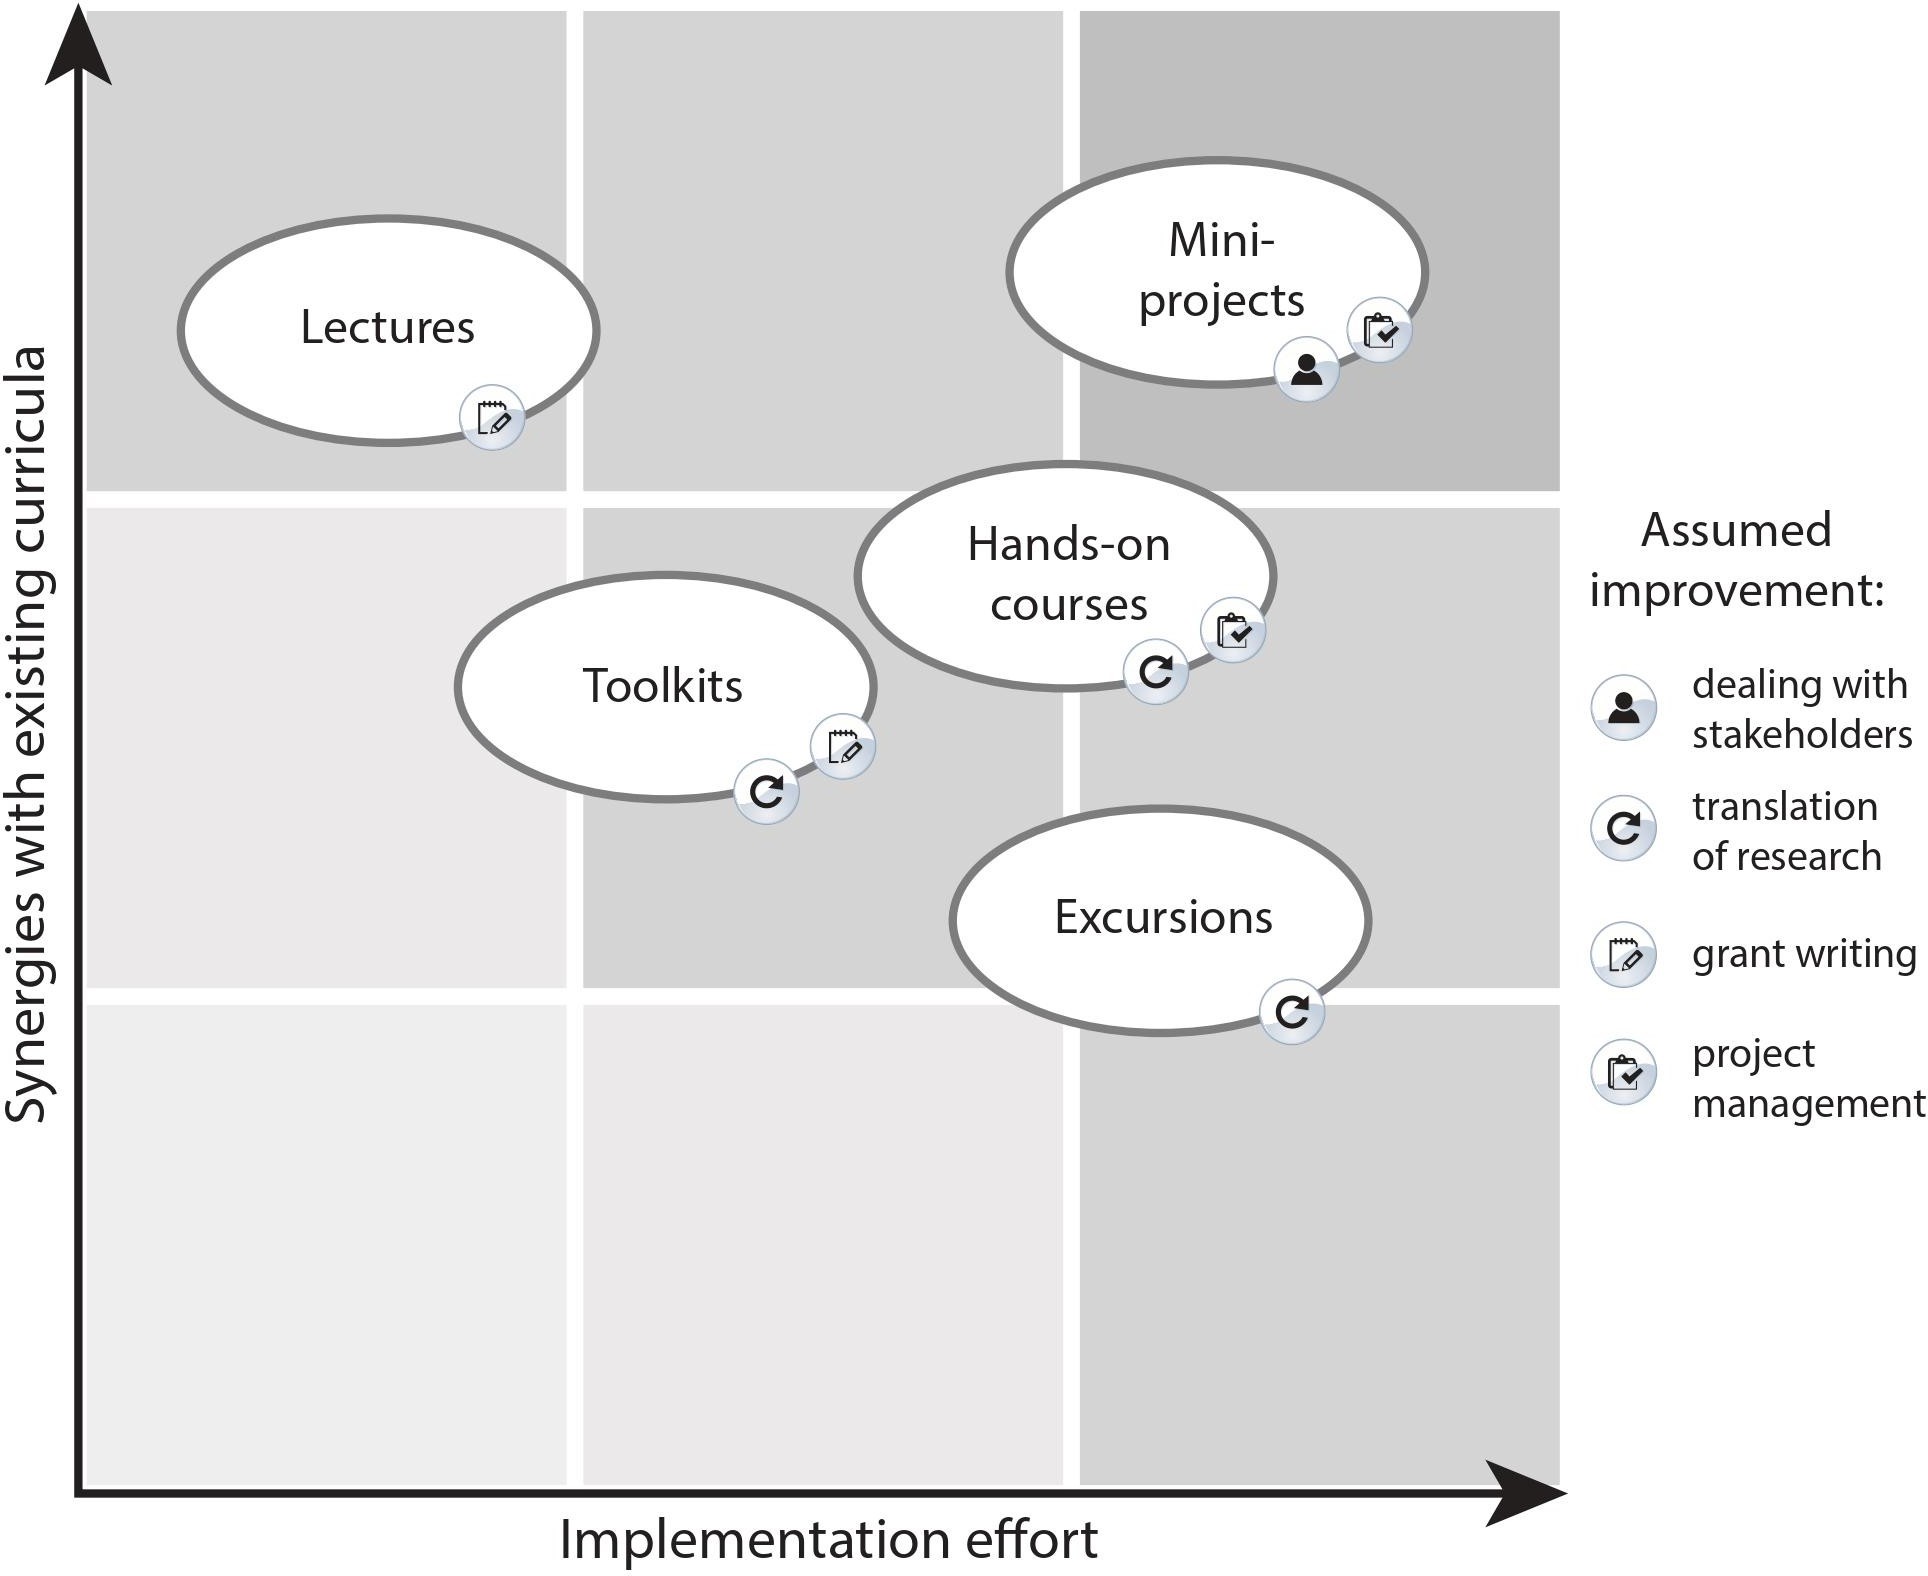 Synergies with existing curricula
Lectures
Mini-
projects
Hands-on
courses
Toolkits
Excursions
Implementation effort
Assumed
improvement:
dealing with
stakeholders
translation
of research
grant writing
project
management